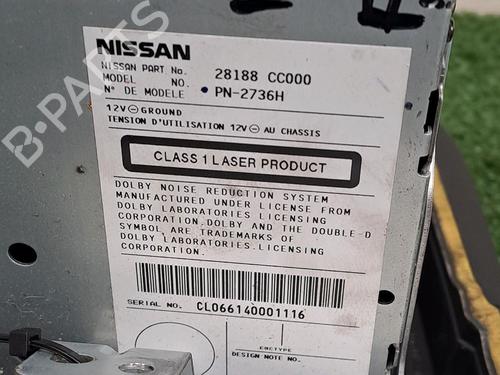 NISSAN
NISSAN PART No. 28188 CC000
MODEL NO.
N° DE MODELE PN-2736H
12V ⊖ GROUND
TENSION D'UTILISATION 12V ⊖ AU CHASSIS
CLASS 1 LASER PRODUCT
DOLBY NOISE REDUCTION SYSTEM
MANUFACTURED UNDER LICENSE FROM
DOLBY LABORATORIES LICENSING
CORPORATION.DOLBY AND THE DOUBLE-D
SYMBOL ARE TRADEMARKS OF
DOLBY LABORATORIES.LICENSING
CORPORATION.
SERIAL NO. CL066140001116
ENCTYPE
DESIGN NOTE NO.
B-PARTS